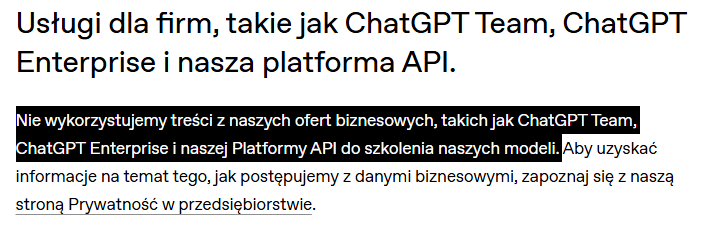 Usługi dla firm, takie jak ChatGPT Team, ChatGPT
Enterprise i nasza platforma API.
Nie wykorzystujemy treści z naszych ofert biznesowych, takich jak ChatGPT Team,
ChatGPT Enterprise i naszej Platformy API do szkolenia naszych modeli. Aby uzyskać
informacje na temat tego, jak postępujemy z danymi biznesowymi, zapoznaj się z naszą
stroną Prywatność w przedsiębiorstwie.